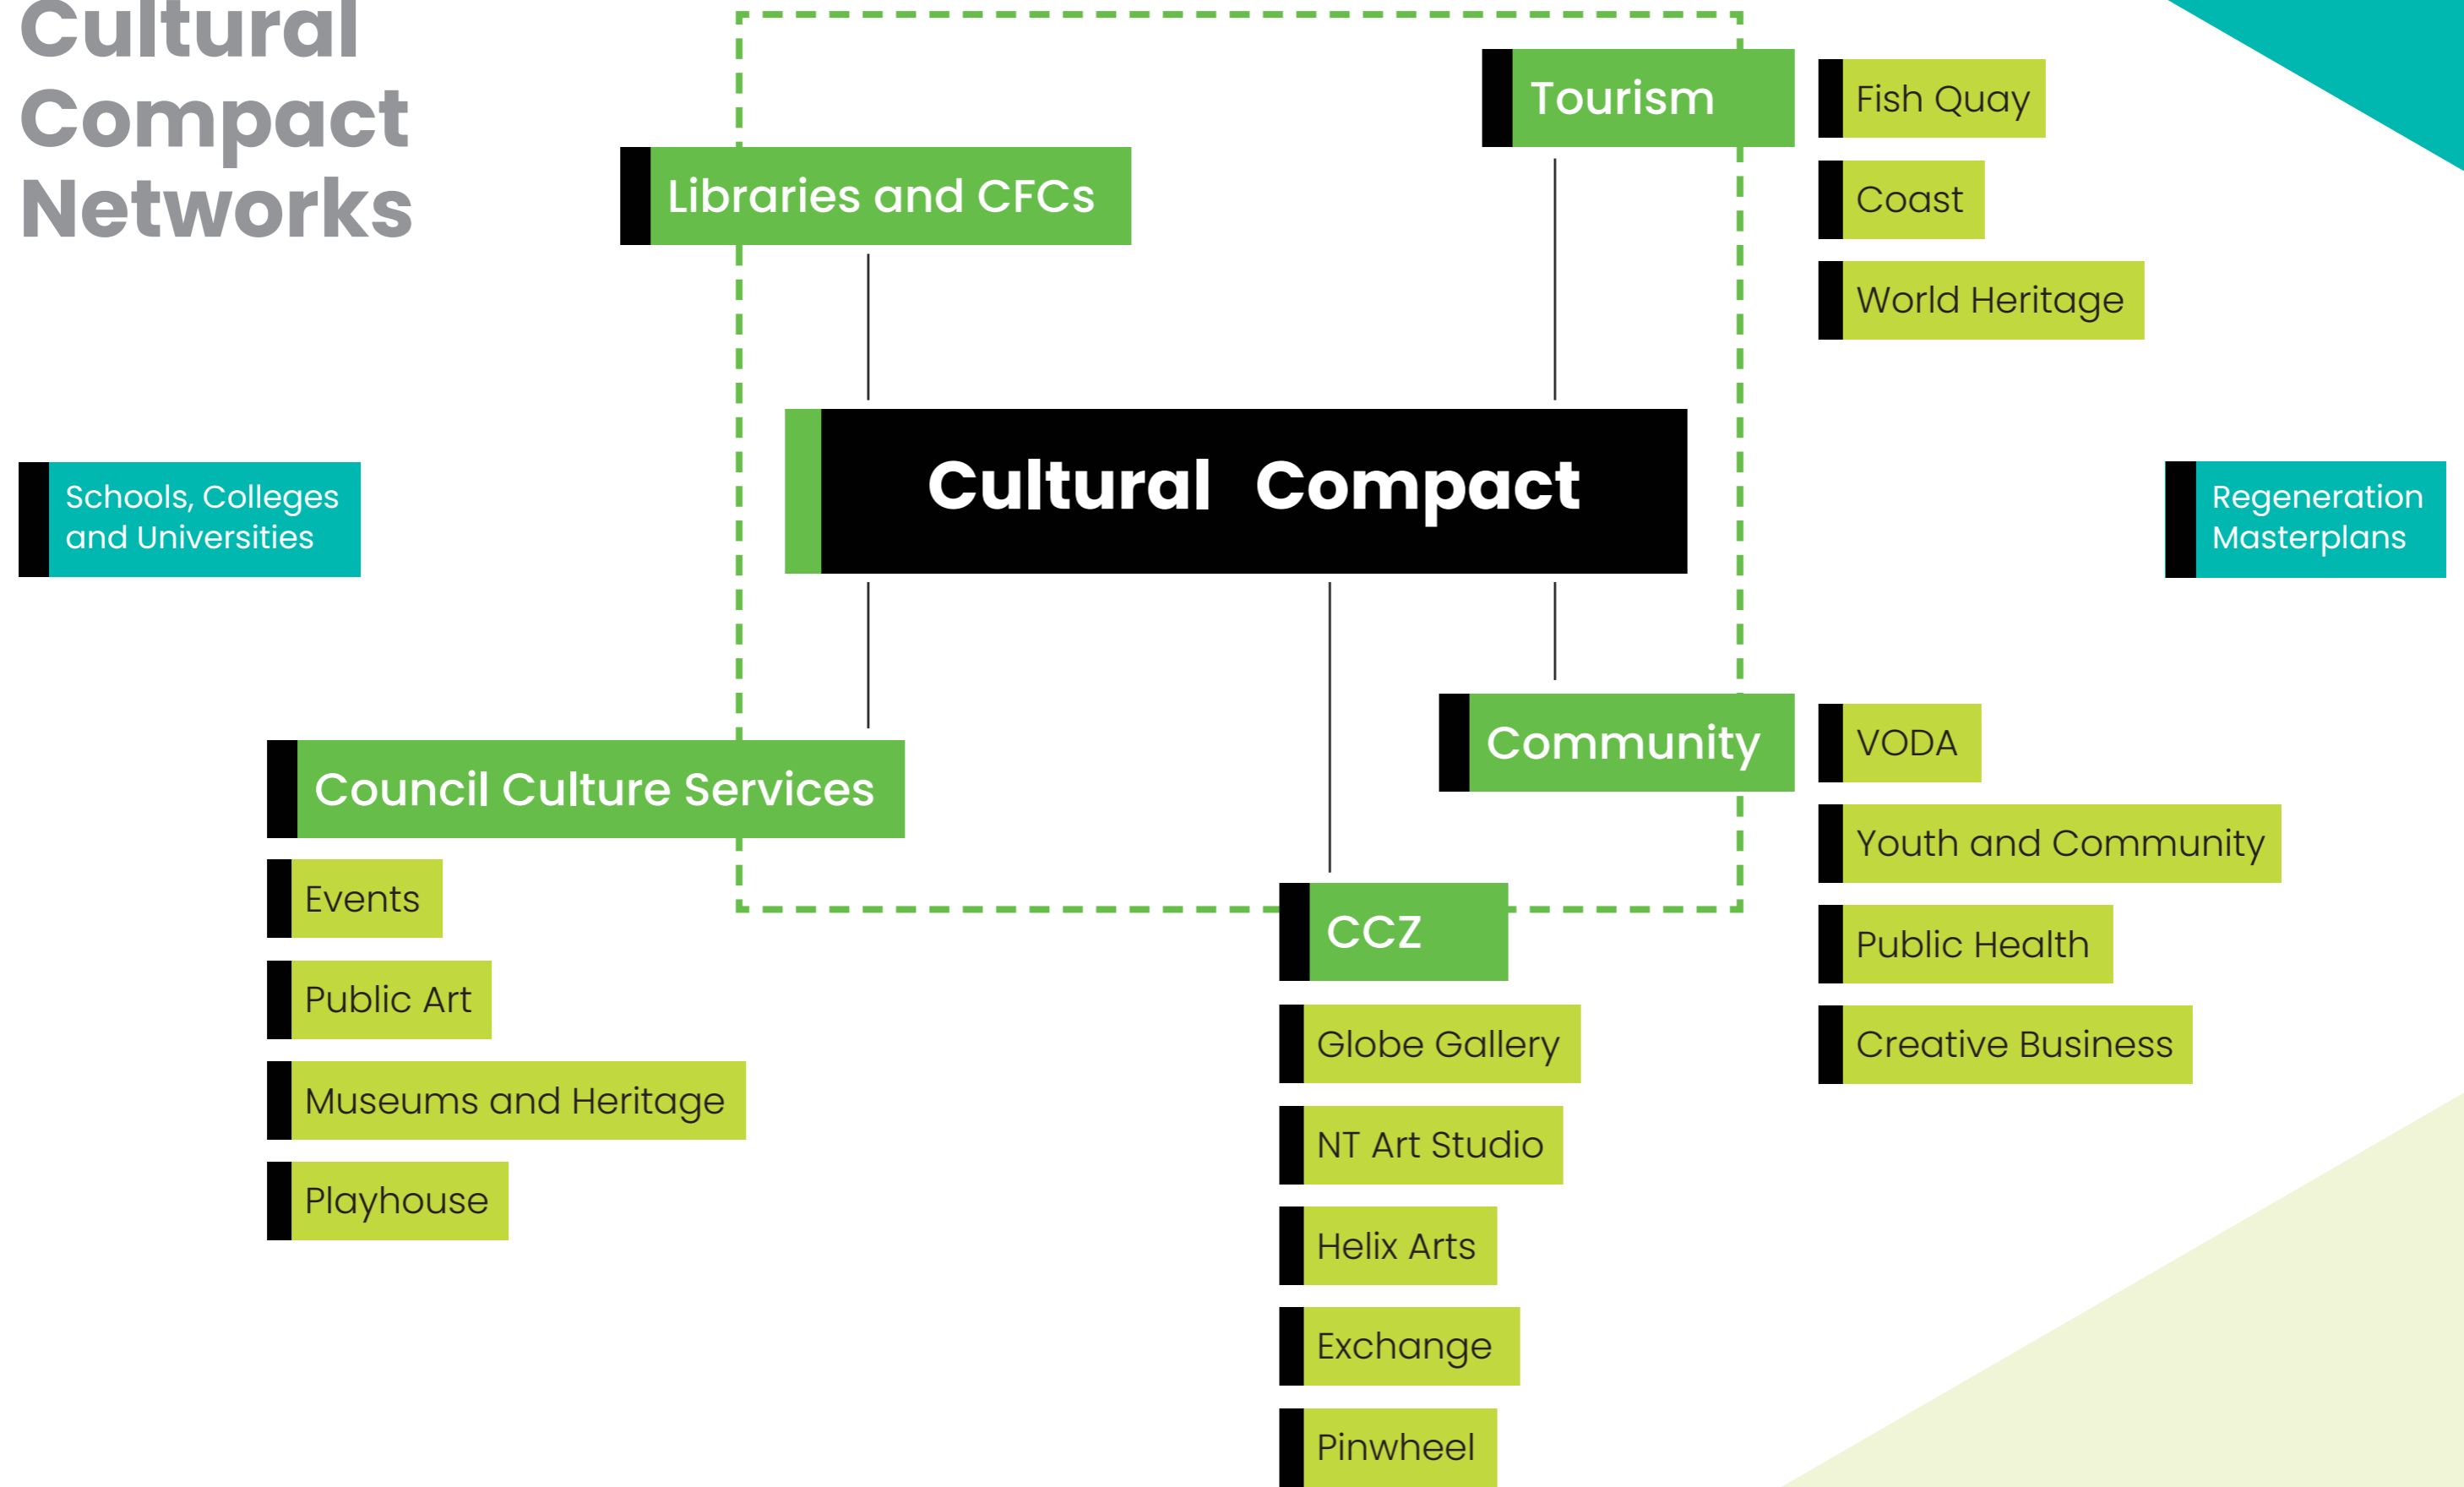 Cultural
Compact
Networks
Tourism
Fish Quay
Coast
World Heritage
Libraries and CFCs
Cultural Compact
Schools, Colleges
and Universities
Regeneration
Masterplans
Council Culture Services
Events
Public Art
Museums and Heritage
Playhouse
Community
VODA
Youth and Community
Public Health
Creative Business
CCZ
Globe Gallery
NT Art Studio
Helix Arts
Exchange
Pinwheel